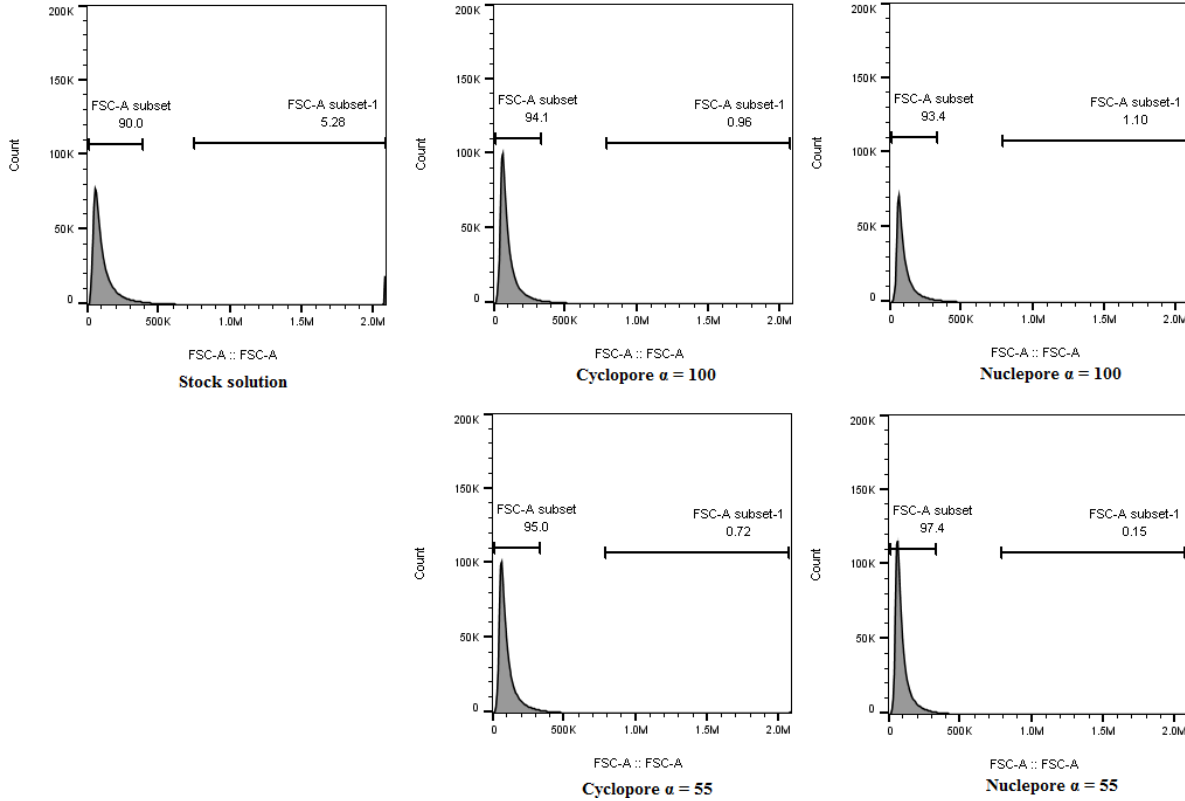 200K
150K
100K
50K
0
Count
FSC-A subset
90.0
FSC-A subset-1
5.28
0
500K
1.0M
1.5M
2.0M
FSC-A :: FSC-A
Stock solution
200K
150K
100K
50K
0
Count
FSC-A subset
94.1
FSC-A subset-1
0.96
0
500K
1.0M
1.5M
2.0M
FSC-A :: FSC-A
Cyclopore α = 100
200K
150K
100K
50K
0
Count
FSC-A subset
93.4
FSC-A subset-1
1.10
0
500K
1.0M
1.5M
2.0M
FSC-A :: FSC-A
Nuclepore α = 100
200K
150K
100K
50K
0
Count
FSC-A subset
95.0
FSC-A subset-1
0.72
0
500K
1.0M
1.5M
2.0M
FSC-A :: FSC-A
Cyclopore α = 55
200K
150K
100K
50K
0
Count
FSC-A subset
97.4
FSC-A subset-1
0.15
0
500K
1.0M
1.5M
2.0M
FSC-A :: FSC-A
Nuclepore α = 55